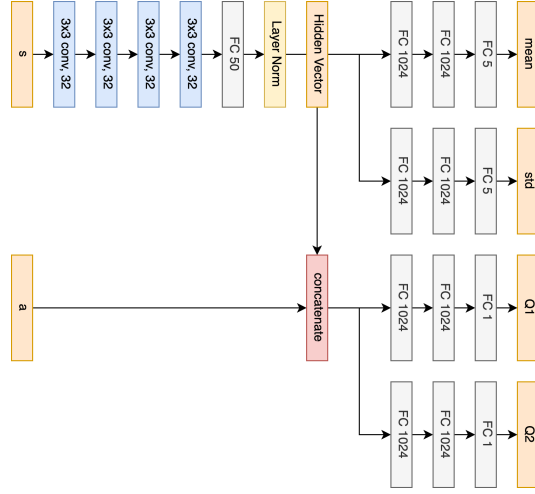 s
3x3 conv, 32
3x3 conv, 32
3x3 conv, 32
3x3 conv, 32
FC 50
Layer Norm
Hidden Vector
FC 1024
FC 1024
FC 5
mean
FC 1024
FC 1024
FC 5
std
a
concatenate
FC 1024
FC 1024
FC 1
Q1
FC 1024
FC 1024
FC 1
Q2